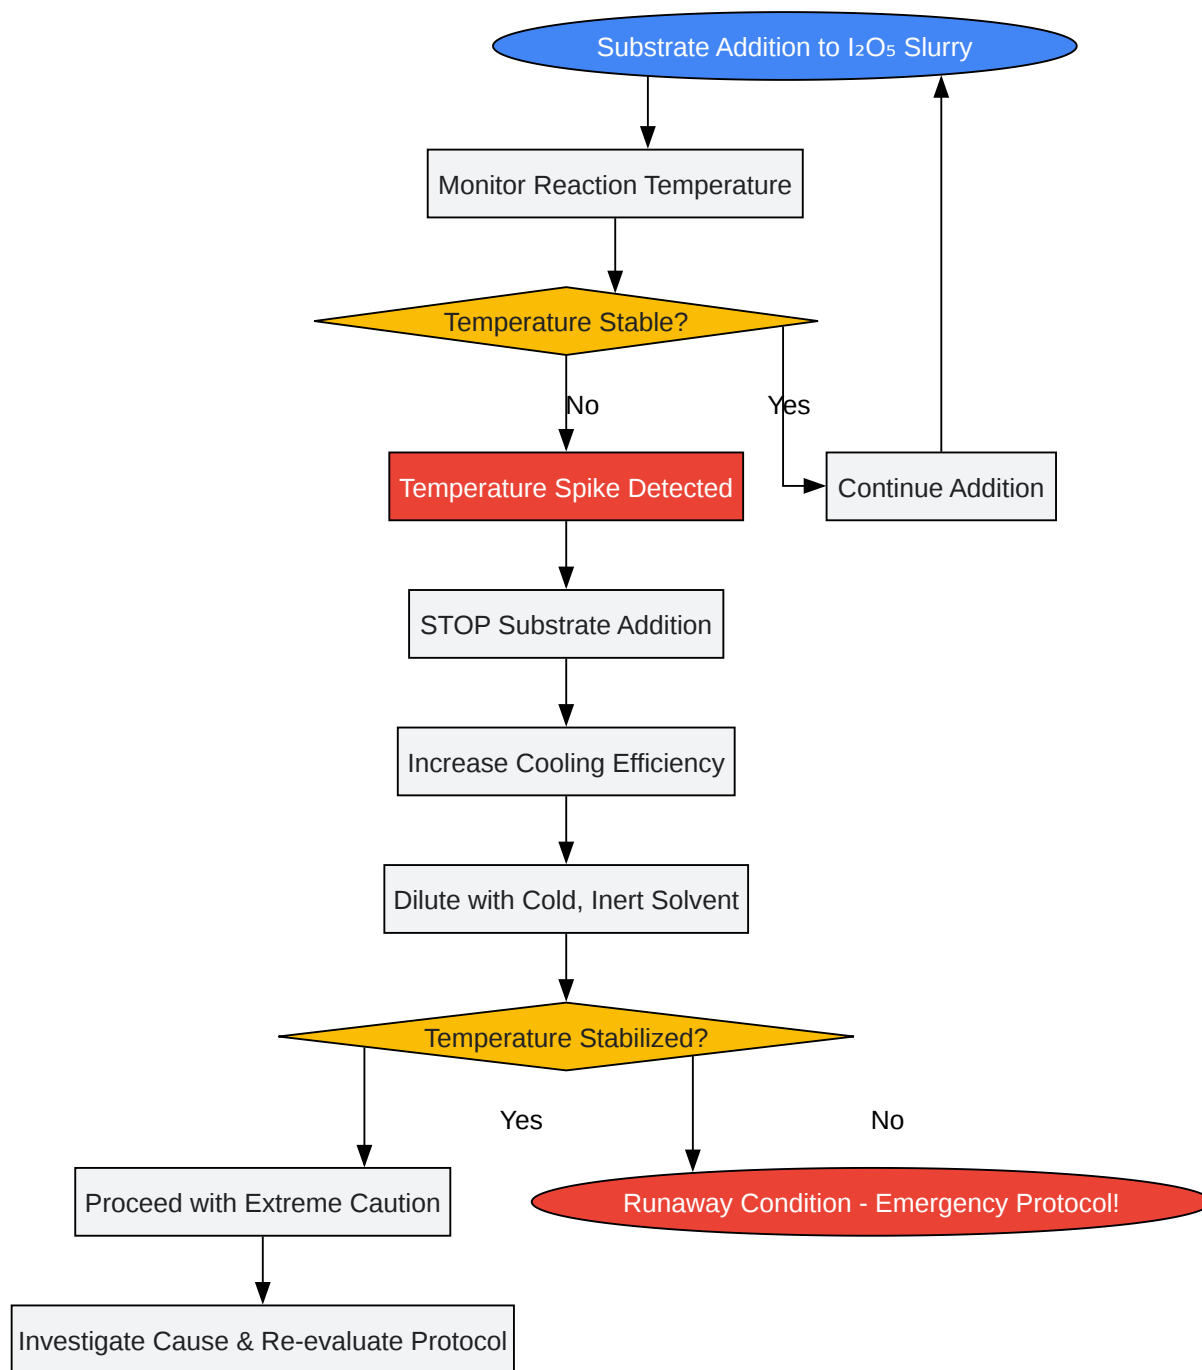 Substrate Addition to I₂O₅ Slurry
Monitor Reaction Temperature
Temperature Stable?
No
Yes
Temperature Spike Detected
Continue Addition
STOP Substrate Addition
Increase Cooling Efficiency
Dilute with Cold, Inert Solvent
Temperature Stabilized?
Yes
No
Proceed with Extreme Caution
Runaway Condition - Emergency Protocol!
Investigate Cause & Re-evaluate Protocol